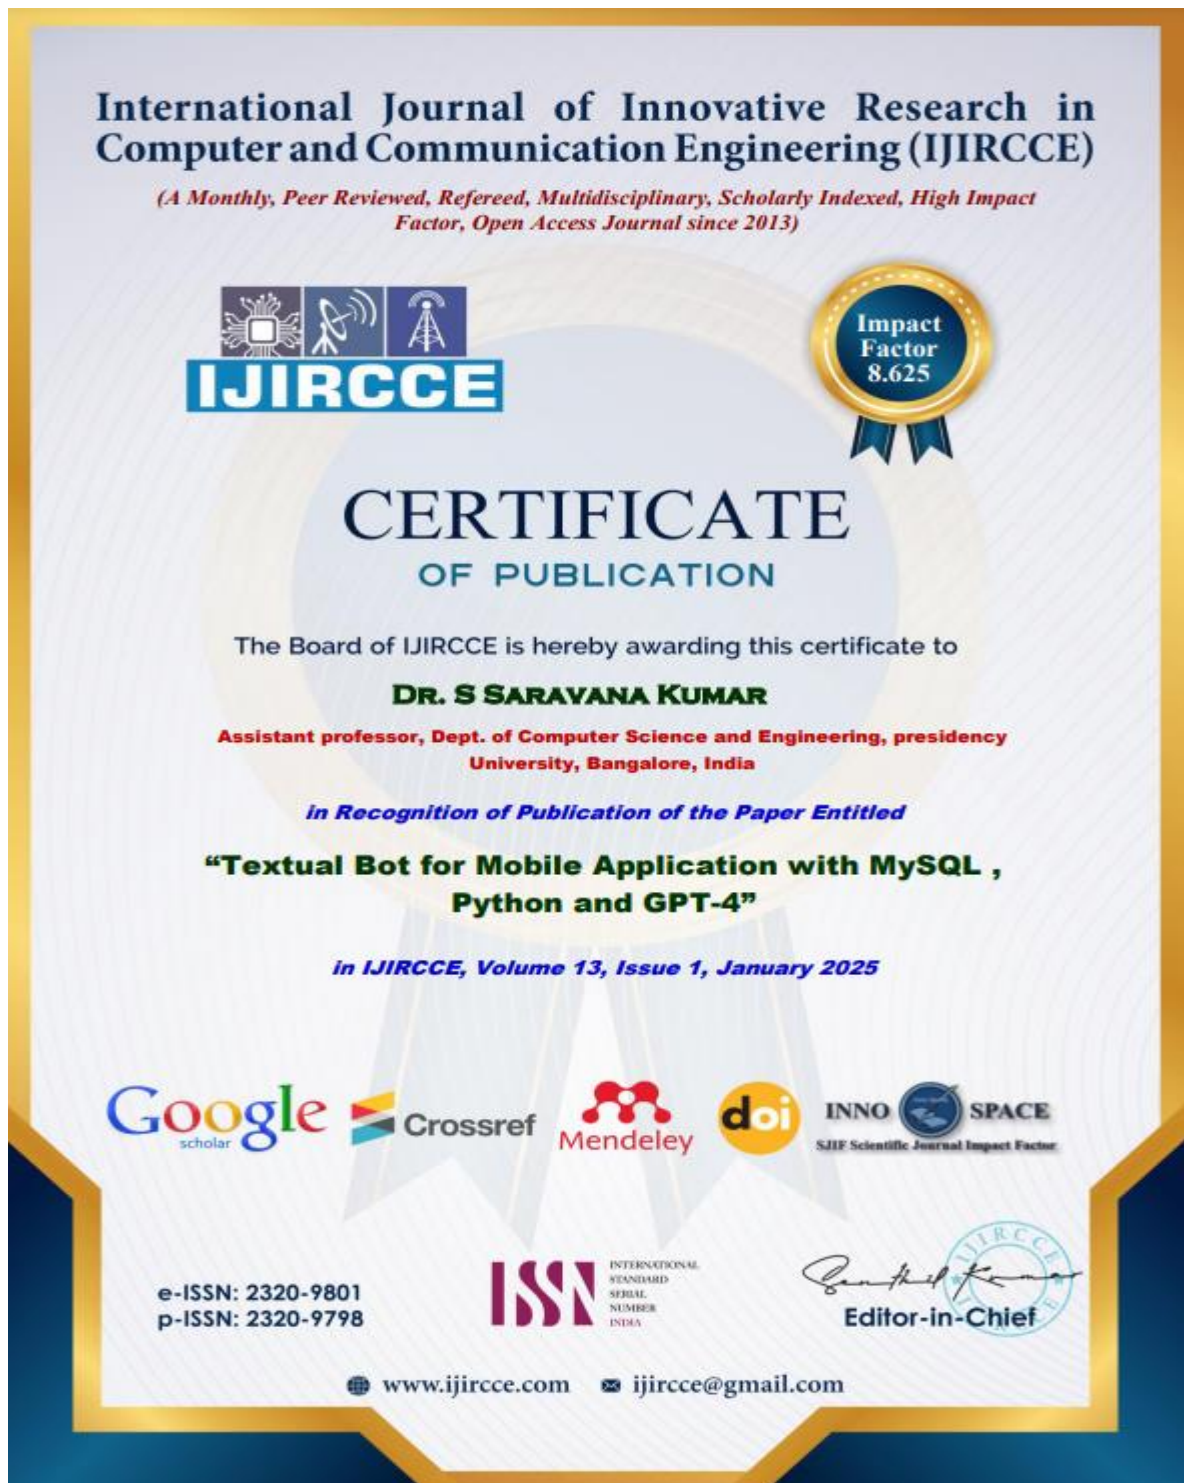 International Journal of Innovative Research in
Computer and Communication Engineering (IJIRCCE)
(A Monthly, Peer Reviewed, Refereed, Multidisciplinary, Scholarly Indexed, High Impact
Factor, Open Access Journal since 2013)
IJIRCCE
Impact
Factor
8.625
CERTIFICATE
OF PUBLICATION
The Board of IJIRCCE is hereby awarding this certificate to
DR. S SARAVANA KUMAR
Assistant professor, Dept. of Computer Science and Engineering, presidency
University, Bangalore, India
in Recognition of Publication of the Paper Entitled
“Textual Bot for Mobile Application with MySQL ,
Python and GPT-4”
in IJIRCCE, Volume 13, Issue 1, January 2025
Google
scholar
Crossref
Mendeley
doi
INNO SPACE
SJIF Scientific Journal Impact Factor
e-ISSN: 2320-9801
p-ISSN: 2320-9798
ISSN
INTERNATIONAL
STANDARD
SERIAL
NUMBER
INDIA
Senthil Kumar
IJIRCCE
Editor-in-Chief
www.ijircce.com ijircce@gmail.com